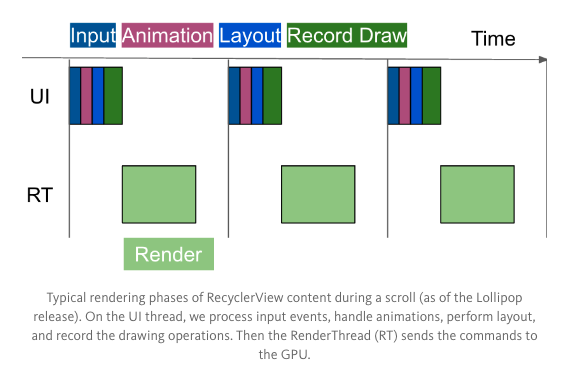 Input Animation Layout Record Draw Time
UI
RT
Render
Typical rendering phases of RecyclerView content during a scroll (as of the Lollipop
release). On the UI thread, we process input events, handle animations, perform layout,
and record the drawing operations. Then the RenderThread (RT) sends the commands to
the GPU.